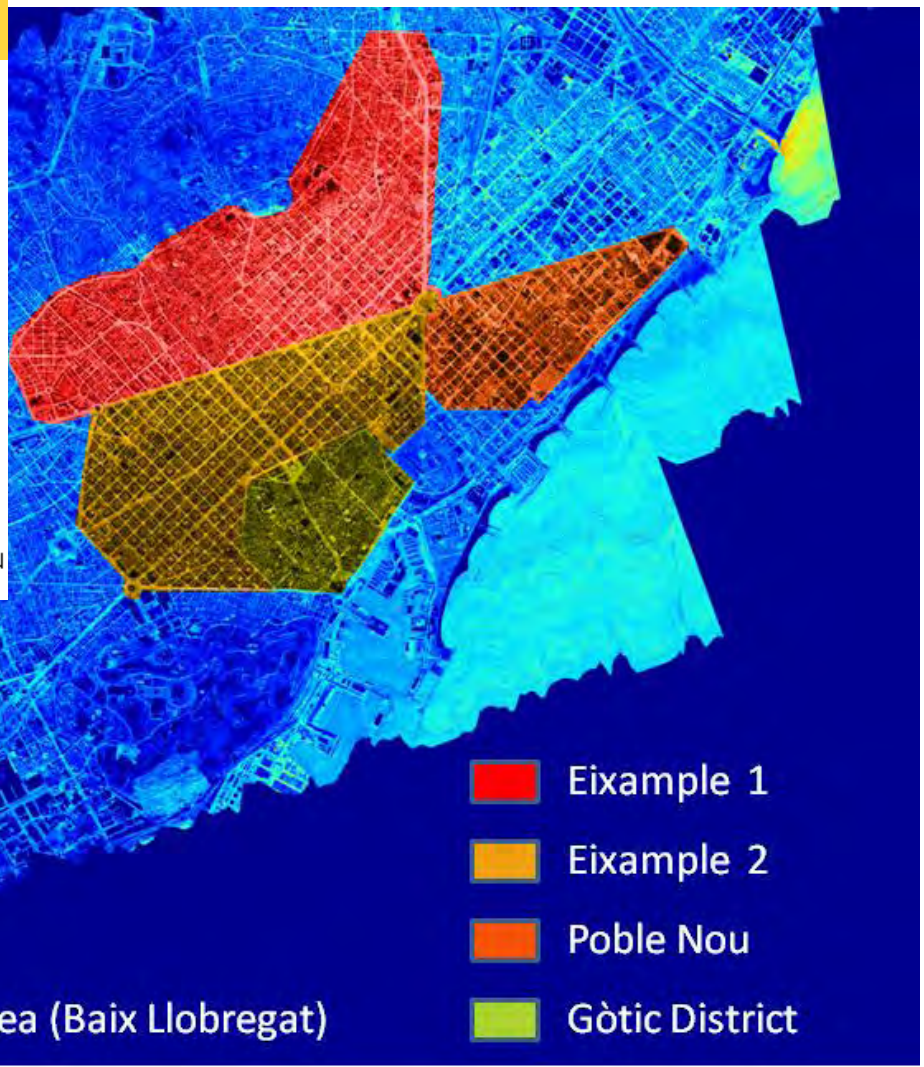 Eixample 1
Eixample 2
Poble Nou
ea (Baix Llobregat)
Gòtic District